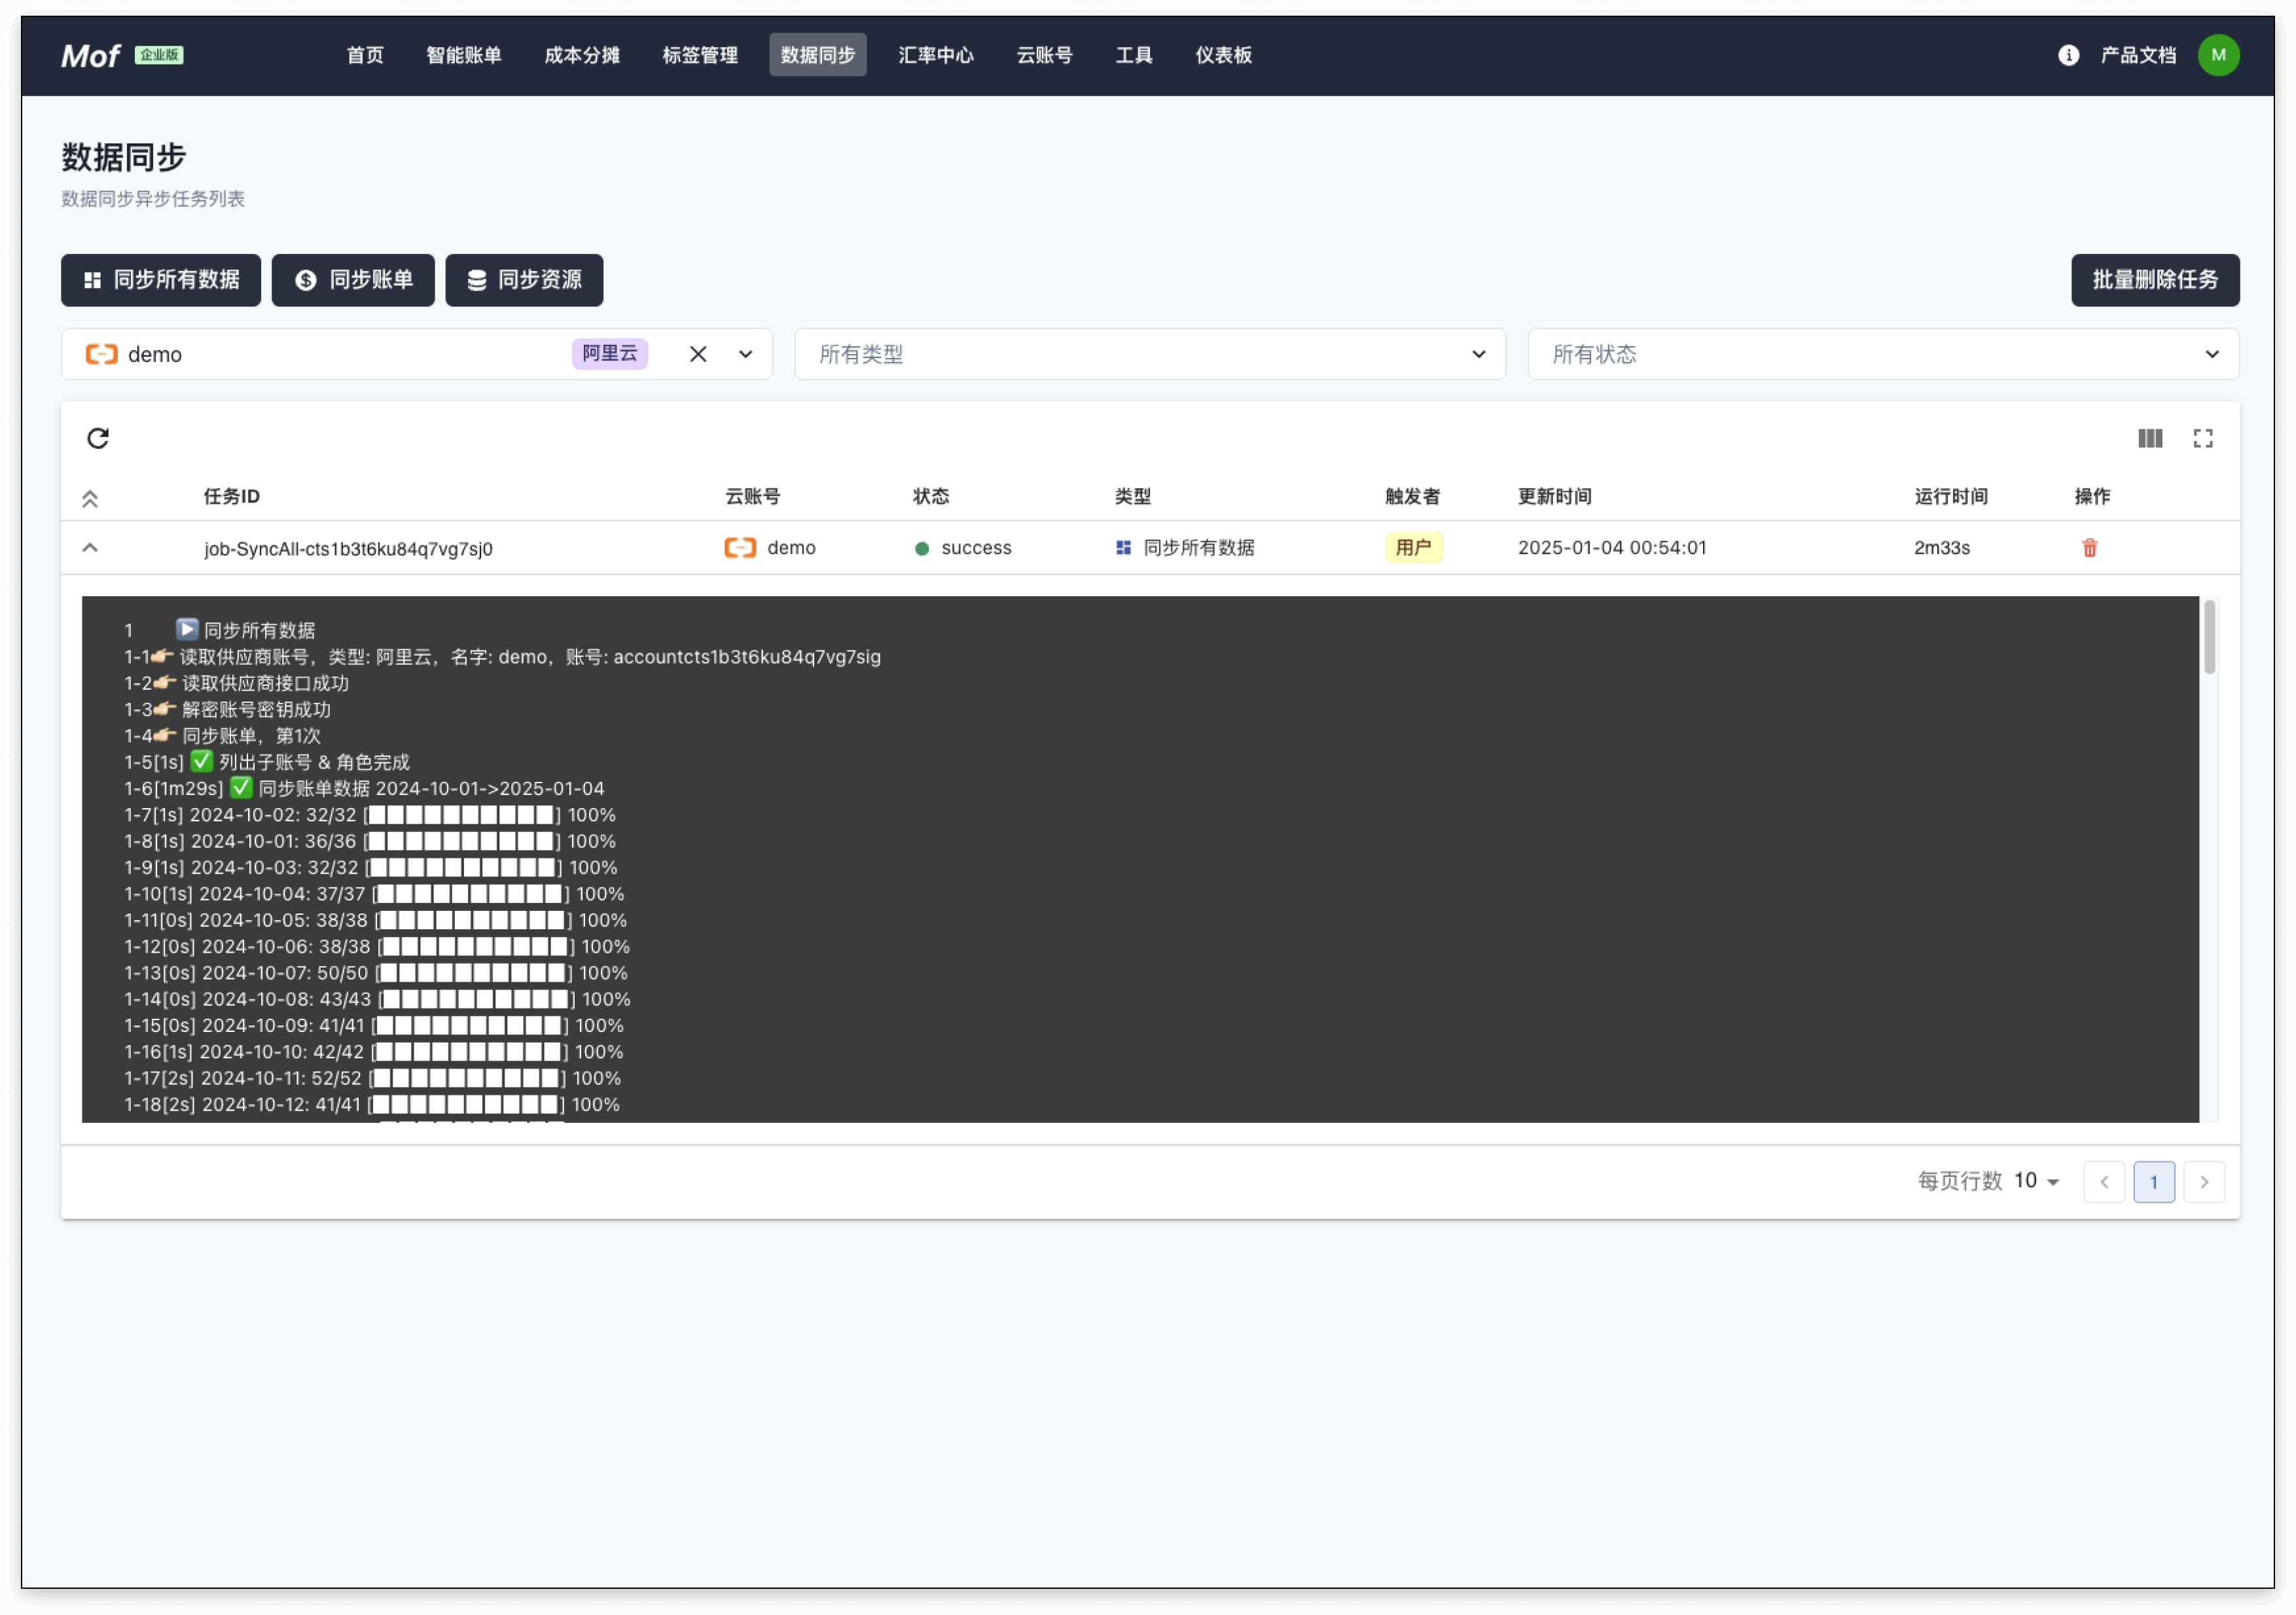 Mof 企业版 首页 智能账单 成本分摊 标签管理 数据同步 汇率中心 云账号 工具 仪表板 产品文档 M
数据同步
数据同步异步任务列表
同步所有数据 同步账单 同步资源 批量删除任务
demo 阿里云 所有类型 所有状态
任务ID 云账号 状态 类型 触发者 更新时间 运行时间 操作
job-SyncAll-cts1b3t6ku84q7vg7sj0 demo success 同步所有数据 用户 2025-01-04 00:54:01 2m33s
1 ▶️ 同步所有数据
1-1👉🏻 读取供应商账号，类型: 阿里云，名字: demo，账号: accountcts1b3t6ku84q7vg7sig
1-2👉🏻 读取供应商接口成功
1-3👉🏻 解密账号密钥成功
1-4👉🏻 同步账单，第1次
1-5[1s] ✅ 列出子账号 & 角色完成
1-6[1m29s] ✅ 同步账单数据 2024-10-01->2025-01-04
1-7[1s] 2024-10-02: 32/32 [██████████] 100%
1-8[1s] 2024-10-01: 36/36 [██████████] 100%
1-9[1s] 2024-10-03: 32/32 [██████████] 100%
1-10[1s] 2024-10-04: 37/37 [██████████] 100%
1-11[0s] 2024-10-05: 38/38 [██████████] 100%
1-12[0s] 2024-10-06: 38/38 [██████████] 100%
1-13[0s] 2024-10-07: 50/50 [██████████] 100%
1-14[0s] 2024-10-08: 43/43 [██████████] 100%
1-15[0s] 2024-10-09: 41/41 [██████████] 100%
1-16[1s] 2024-10-10: 42/42 [██████████] 100%
1-17[2s] 2024-10-11: 52/52 [██████████] 100%
1-18[2s] 2024-10-12: 41/41 [██████████] 100%
每页行数 10 1